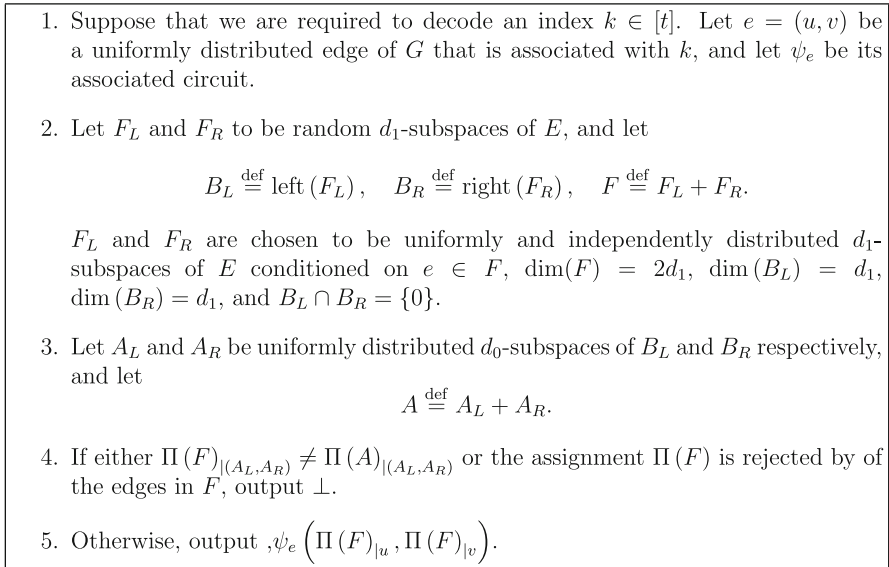 1. Suppose that we are required to decode an index k ∈ [t]. Let e = (u, v) be
a uniformly distributed edge of G that is associated with k, and let ψ_e be its
associated circuit.
2. Let F_L and F_R to be random d_1-subspaces of E, and let
B_L ≝ left (F_L) , B_R ≝ right (F_R) , F ≝ F_L + F_R.
F_L and F_R are chosen to be uniformly and independently distributed d_1-
subspaces of E conditioned on e ∈ F, dim(F) = 2d_1, dim (B_L) = d_1,
dim (B_R) = d_1, and B_L ∩ B_R = {0}.
3. Let A_L and A_R be uniformly distributed d_0-subspaces of B_L and B_R respectively,
and let
A ≝ A_L + A_R.
4. If either Π (F)_{|(A_L,A_R)} ≠ Π (A)_{|(A_L,A_R)} or the assignment Π (F) is rejected by of
the edges in F, output ⊥.
5. Otherwise, output ,ψ_e (Π (F)_{|u} , Π (F)_{|v}).